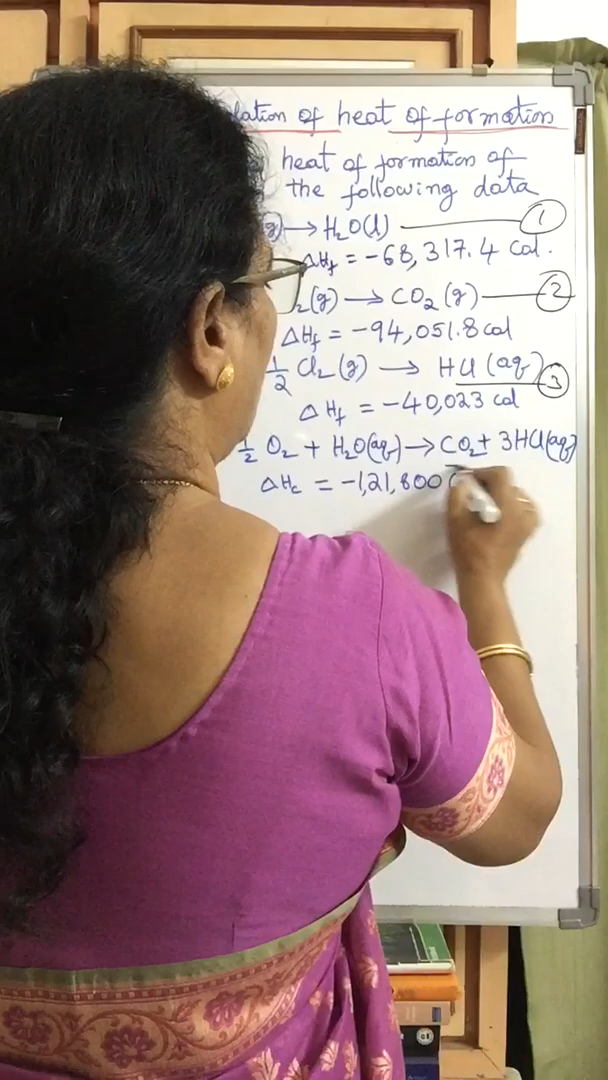 lation of heat of formation
heat of formation of
the following data
g) → H₂O(l) — ①
ΔHf = -68,317.4 cal.
₂(g) → CO₂(g) — ②
ΔHf = -94,051.8 cal
1/2 Cl₂(g) → HCl(aq) ③
ΔHf = -40,023 cal
1/2 O₂ + H₂O(aq) → CO₂ + 3HCl(aq)
ΔHc = -1,21,800